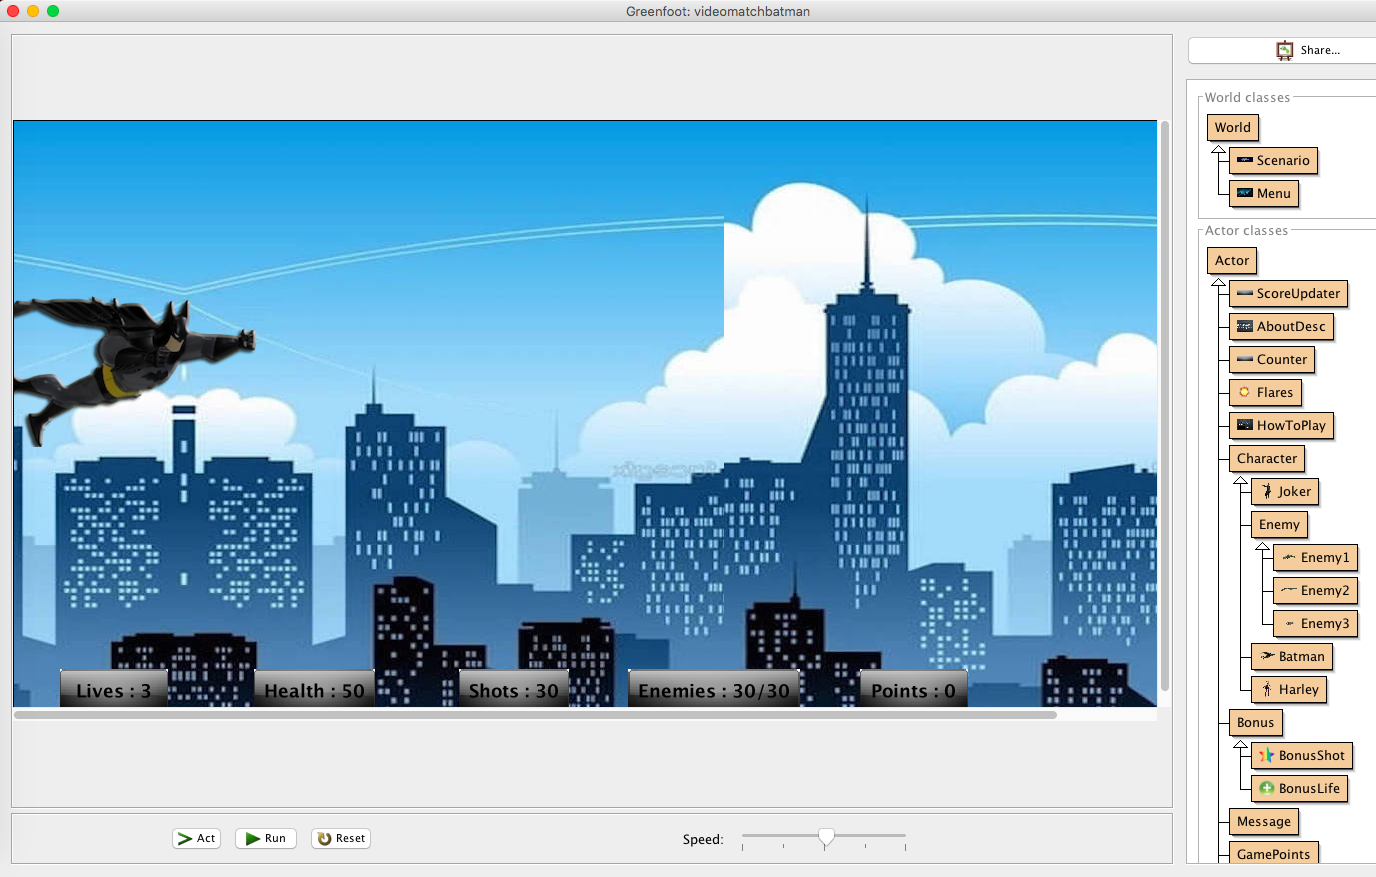 Greenfoot: videomatchbatman
Share...
World classes
World
Scenario
Menu
Actor classes
Actor
ScoreUpdater
AboutDesc
Counter
Flares
HowToPlay
Character
Joker
Enemy
Enemy1
Enemy2
Enemy3
Batman
Harley
Bonus
BonusShot
BonusLife
Message
GamePoints
Lives : 3
Health : 50
Shots : 30
Enemies : 30/30
Points : 0
Act
Run
Reset
Speed: